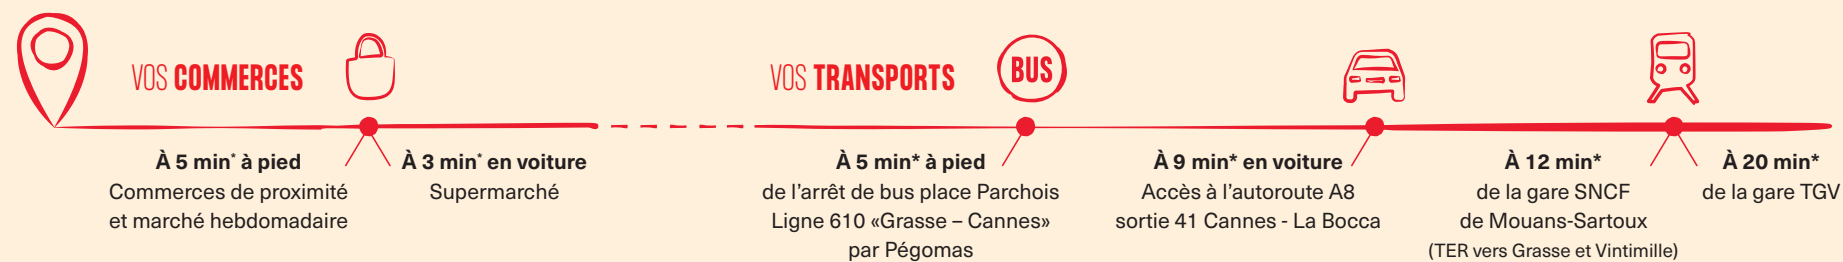 VOS COMMERCES
À 5 min* à pied
Commerces de proximité
et marché hebdomadaire
À 3 min* en voiture
Supermarché
VOS TRANSPORTS
BUS
À 5 min* à pied
de l'arrêt de bus place Parchois
Ligne 610 «Grasse – Cannes»
par Pégomas
À 9 min* en voiture
Accès à l'autoroute A8
sortie 41 Cannes - La Bocca
À 12 min*
de la gare SNCF
de Mouans-Sartoux
(TER vers Grasse et Vintimille)
À 20 min*
de la gare TGV